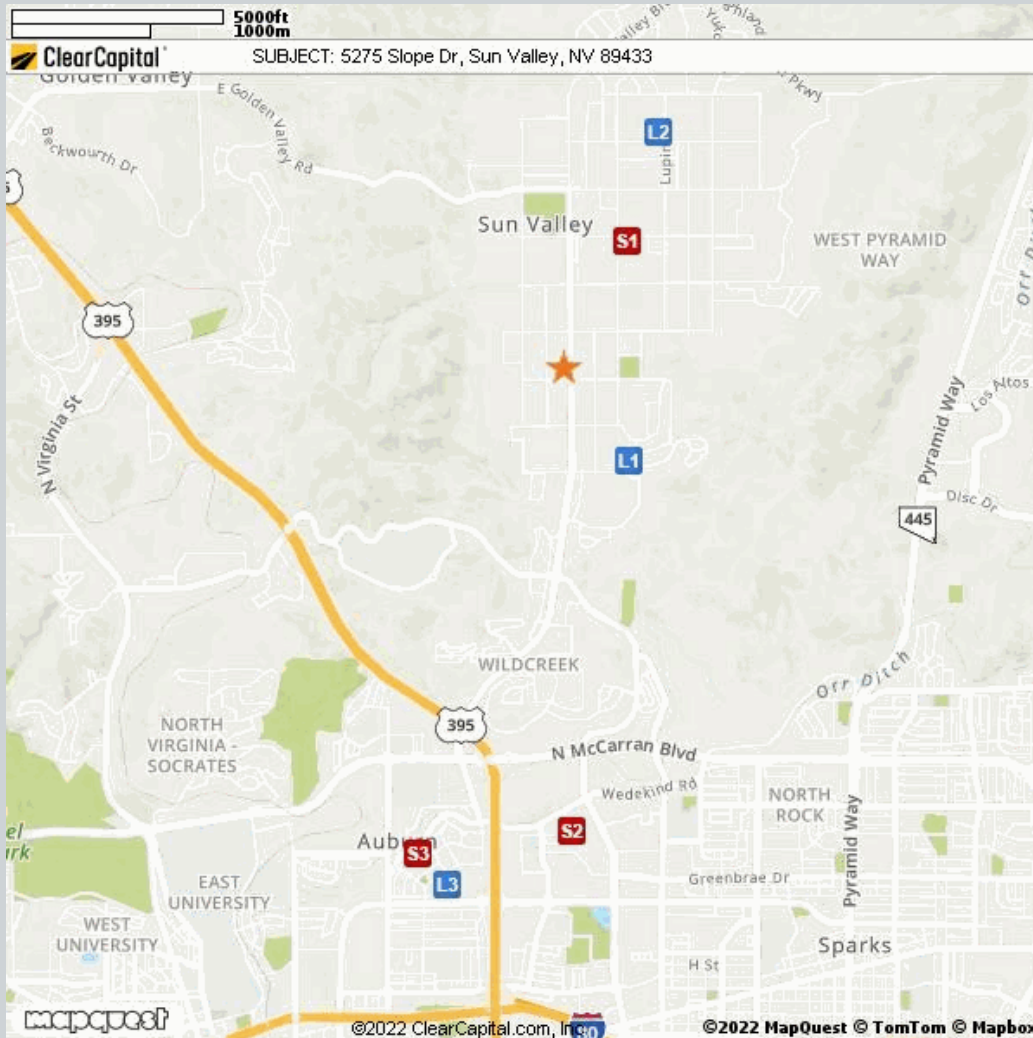 5000ft
1000m
ClearCapital
SUBJECT: 5275 Slope Dr, Sun Valley, NV 89433
Golden Valley
E Golden Valley Rd
Beckwourth Dr
Pkwy
L2
Lupin
Sun Valley
S1
WEST PYRAMID
WAY
395
N Virginia St
Los Altos
Pyramid Way
L1
Disc Dr
445
WILDCREEK
Orr Ditch
NORTH
VIRGINIA -
SOCRATES
395
N McCarran Blvd
Wedekind Rd
NORTH
ROCK
Pyramid Way
Auburn
S2
S3
L3
Greenbrae Dr
EAST
UNIVERSITY
WEST
UNIVERSITY
Sparks
H St
mapquest
©2022 ClearCapital.com, Inc
©2022 MapQuest © TomTom © Mapbox